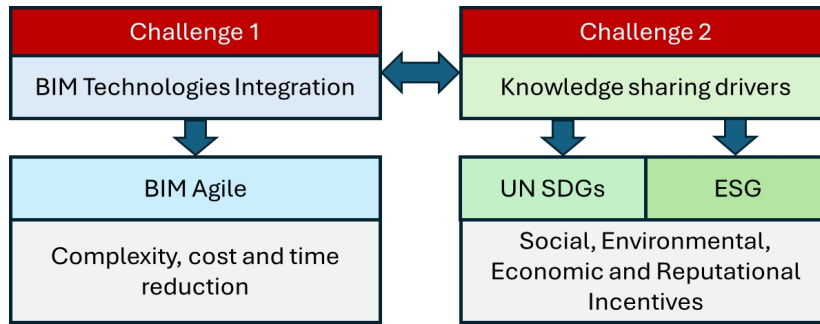 Challenge 1
BIM Technologies Integration
BIM Agile
Complexity, cost and time
reduction
Challenge 2
Knowledge sharing drivers
UN SDGs
ESG
Social, Environmental,
Economic and Reputational
Incentives